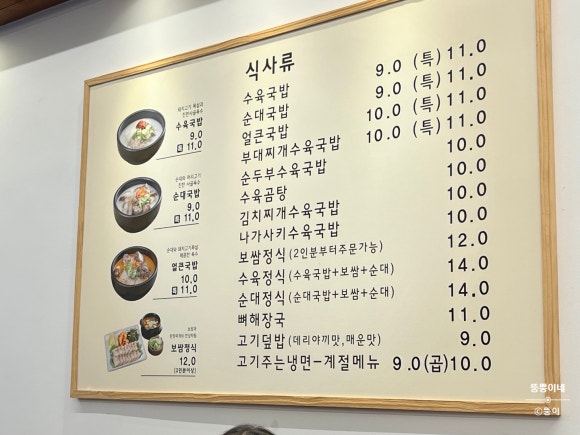 식사류
수육국밥 9.0 (특)11.0
순대국밥 9.0 (특)11.0
얼큰국밥 10.0 (특)11.0
부대찌개수육국밥 10.0 (특)11.0
순두부수육국밥 10.0
수육곰탕 10.0
김치찌개수육국밥 10.0
나가사키수육국밥 10.0
보쌈정식(2인분부터주문가능) 12.0
수육정식(수육국밥+보쌈+순대) 14.0
순대정식(순대국밥+보쌈+순대) 14.0
뼈해장국 11.0
고기덮밥(데리야끼맛,매운맛) 9.0
고기주는냉면-계절메뉴 9.0(곱)10.0
수육국밥
9.0
특 11.0
순대국밥
9.0
특 11.0
얼큰국밥
10.0
특 11.0
보쌈정식
12.0
(2인분이상)
뚱뽕이네
©뚱이